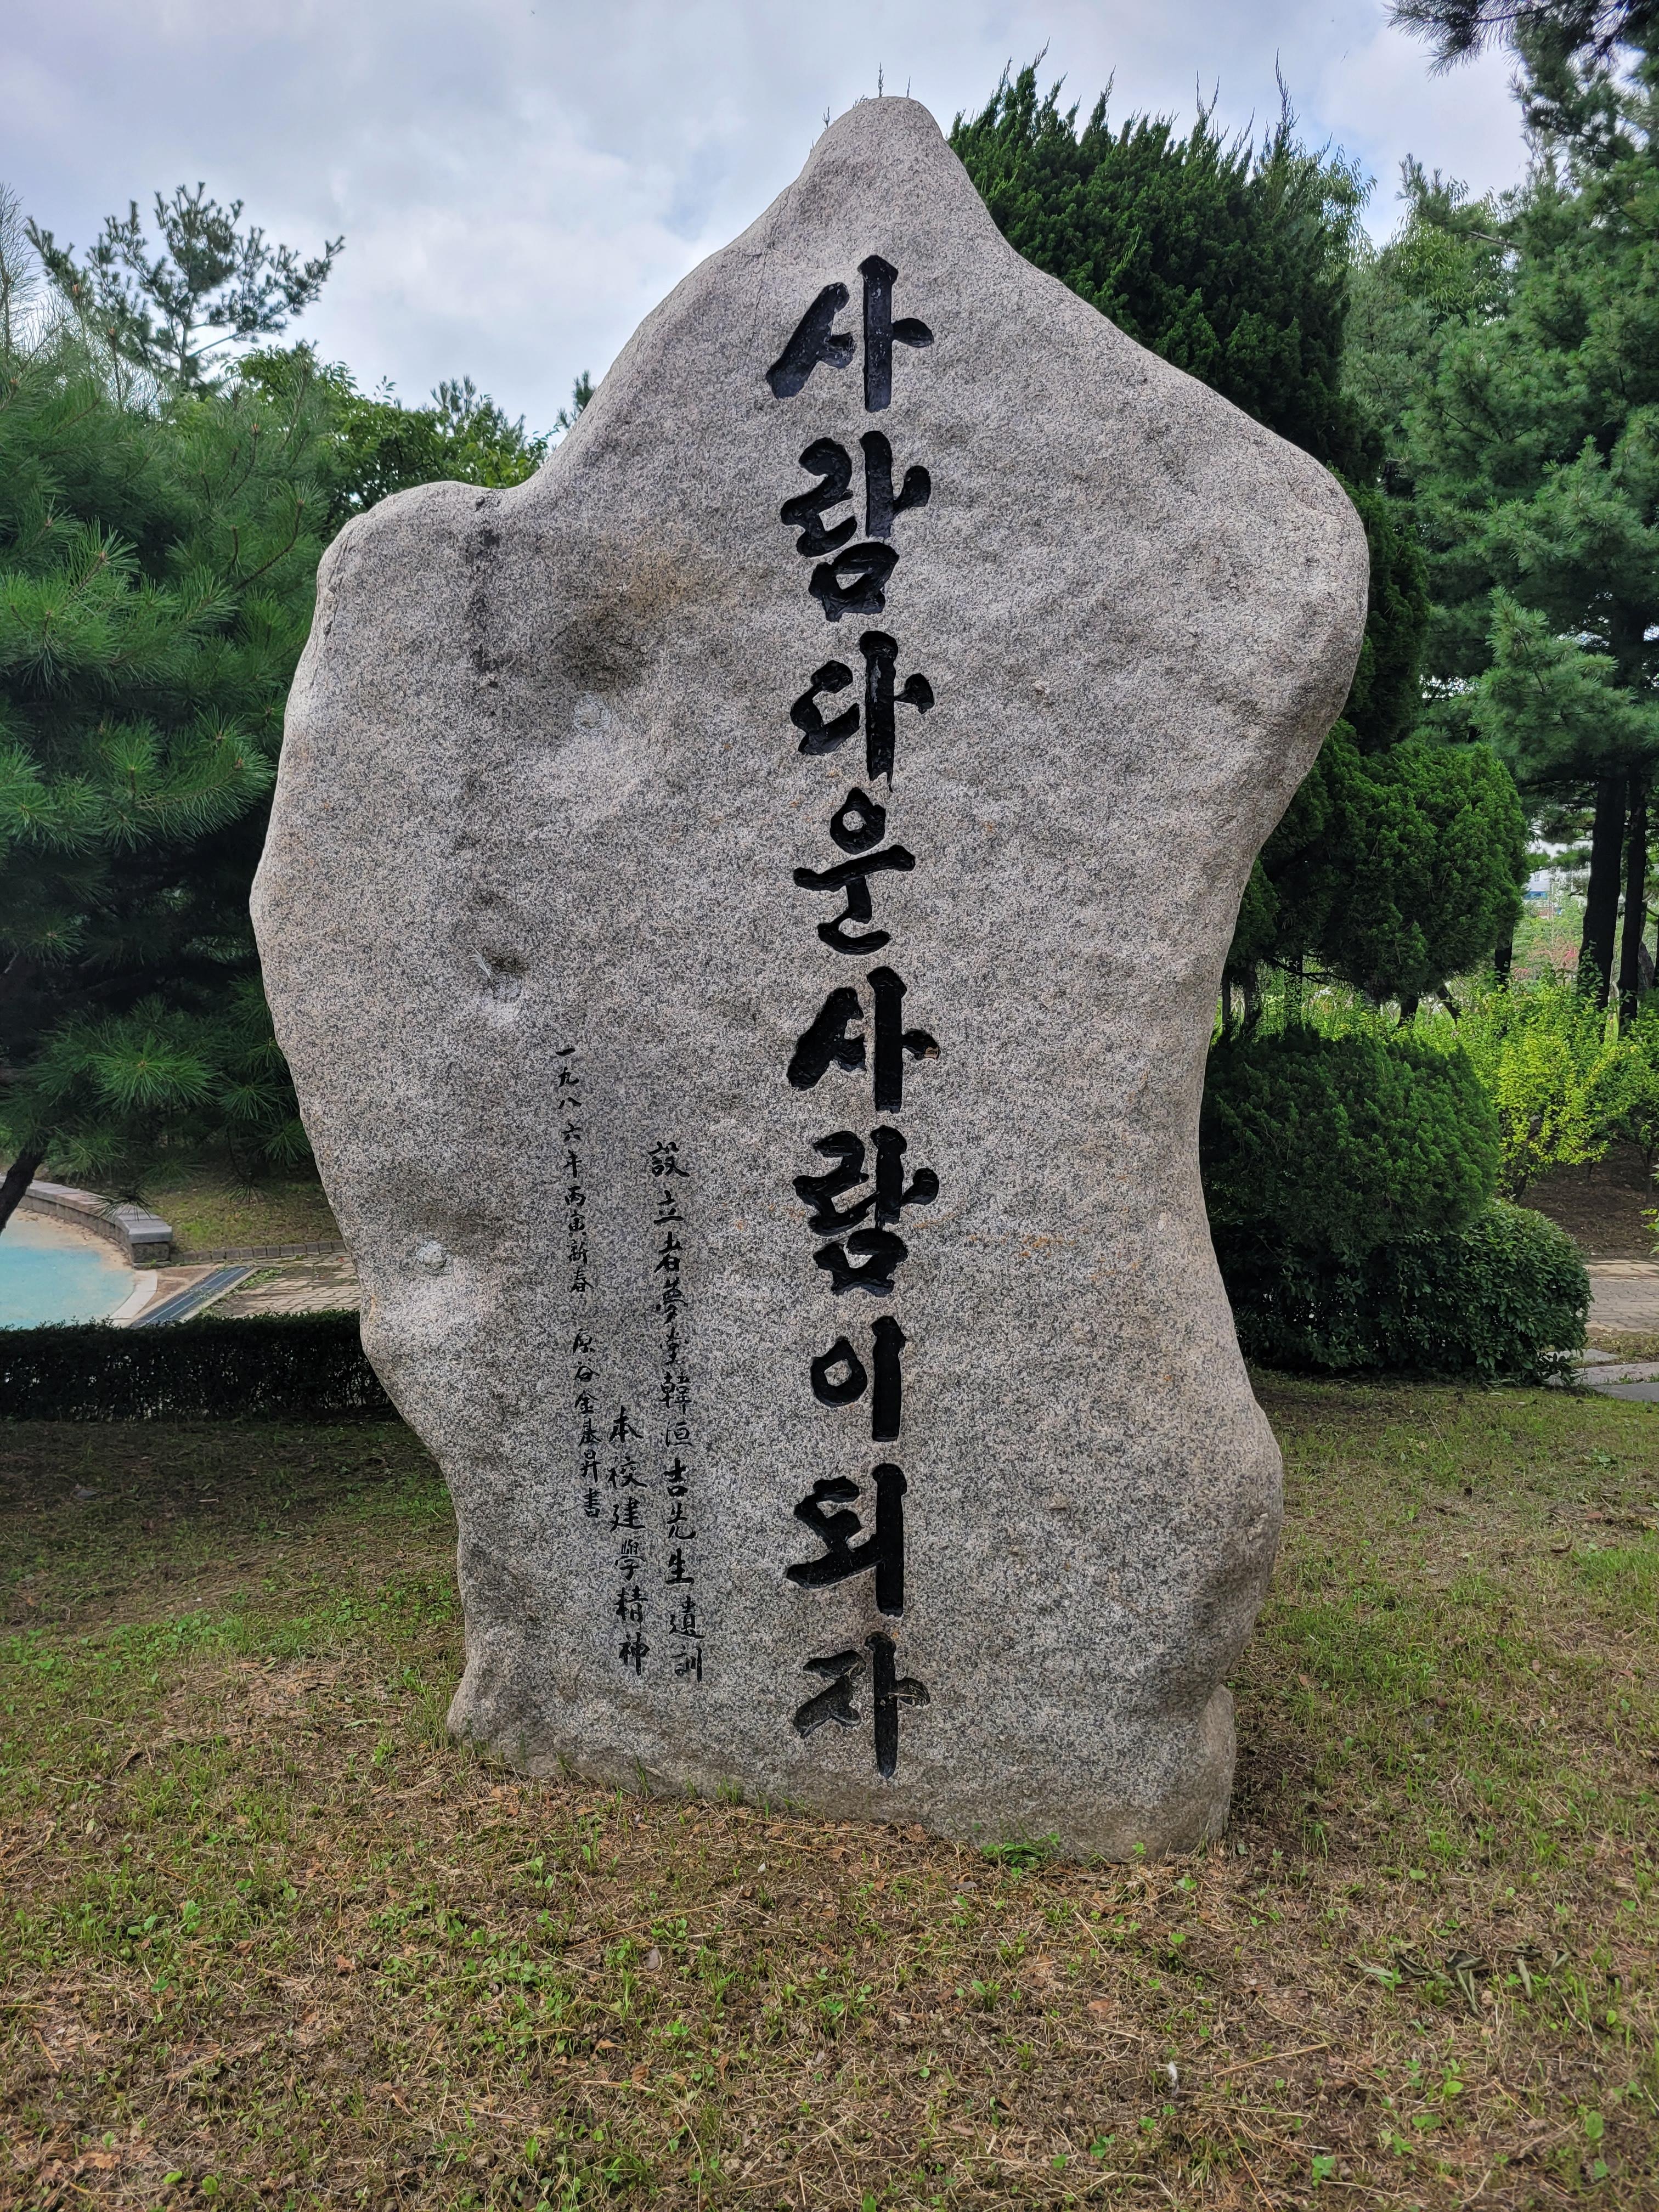 사람다운사람이되자
設立者夢堂韓恒吉先生遺訓
本校建學精神
一九八六年丙寅新春 原谷金基昇書